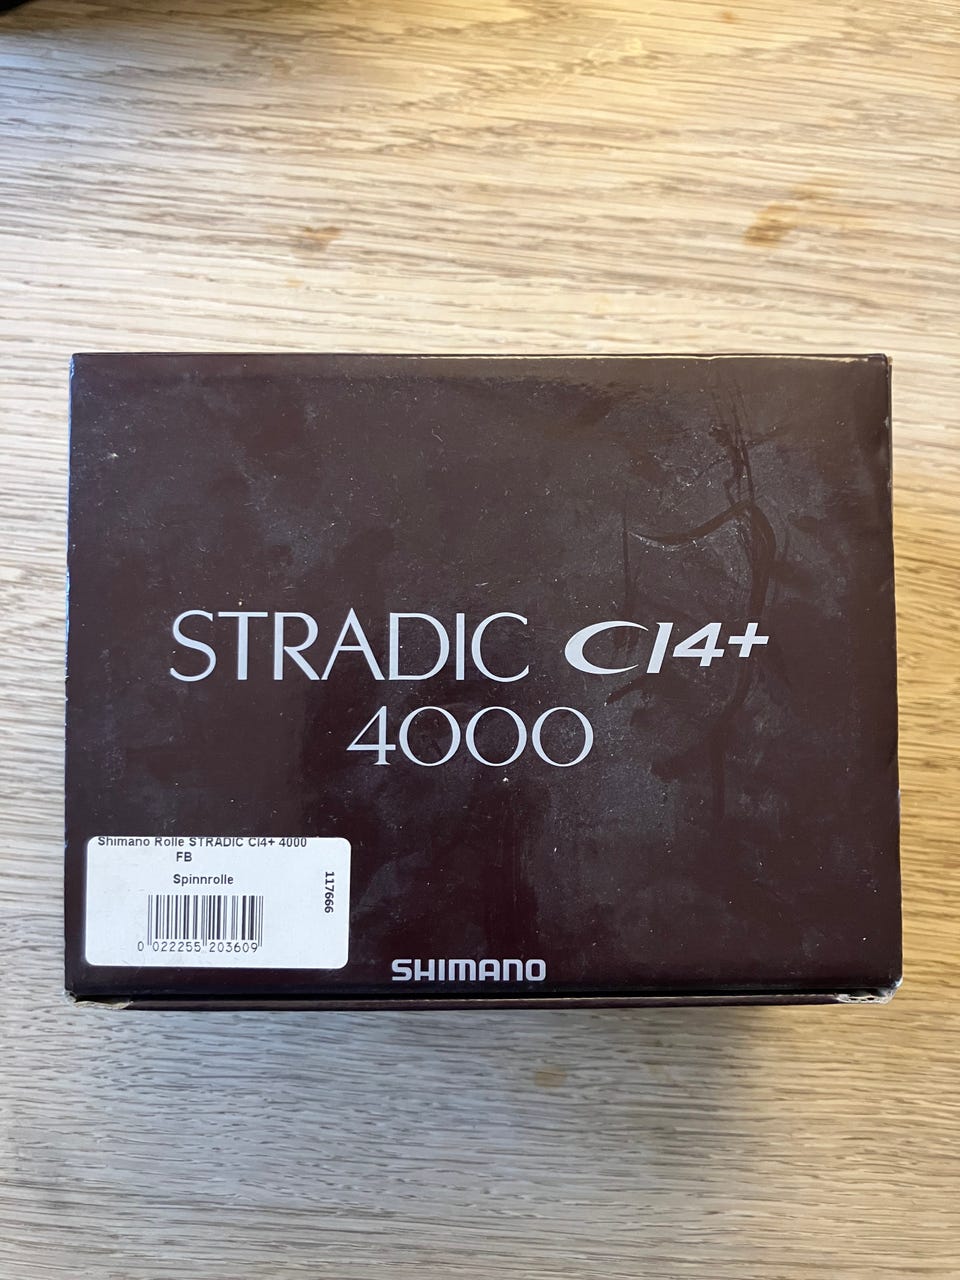 STRADIC CI4+
4000
Shimano Rolle STRADIC CI4+ 4000
FB
Spinnrolle
117666
0 022255 203609
SHIMANO